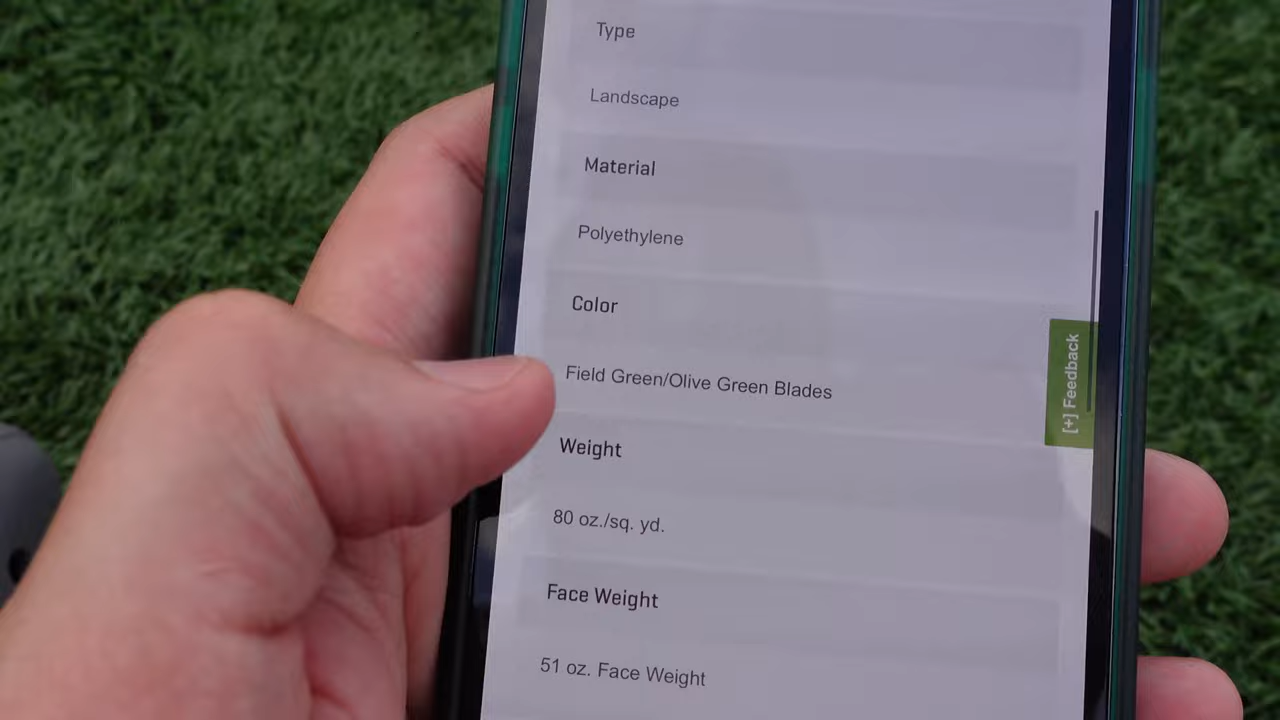 Type
Landscape
Material
Polyethylene
Color
Field Green/Olive Green Blades
[+] Feedback
Weight
80 oz./sq. yd.
Face Weight
51 oz. Face Weight